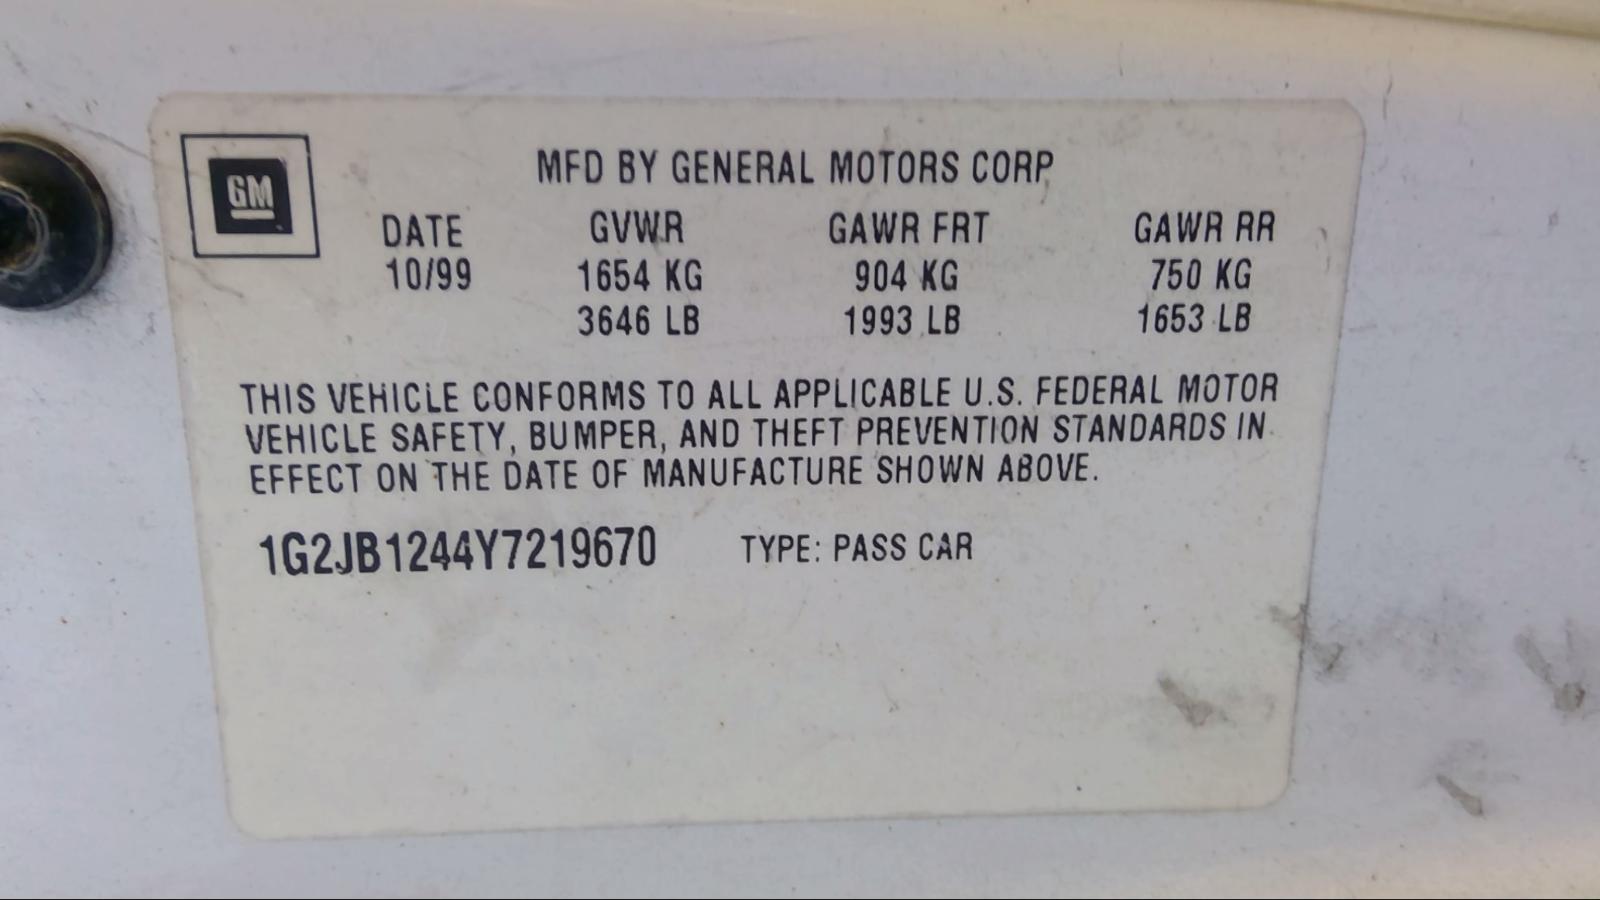 GM
MFD BY GENERAL MOTORS CORP
DATE GVWR GAWR FRT GAWR RR
10/99 1654 KG 904 KG 750 KG
3646 LB 1993 LB 1653 LB
THIS VEHICLE CONFORMS TO ALL APPLICABLE U.S. FEDERAL MOTOR
VEHICLE SAFETY, BUMPER, AND THEFT PREVENTION STANDARDS IN
EFFECT ON THE DATE OF MANUFACTURE SHOWN ABOVE.
1G2JB1244Y7219670 TYPE: PASS CAR